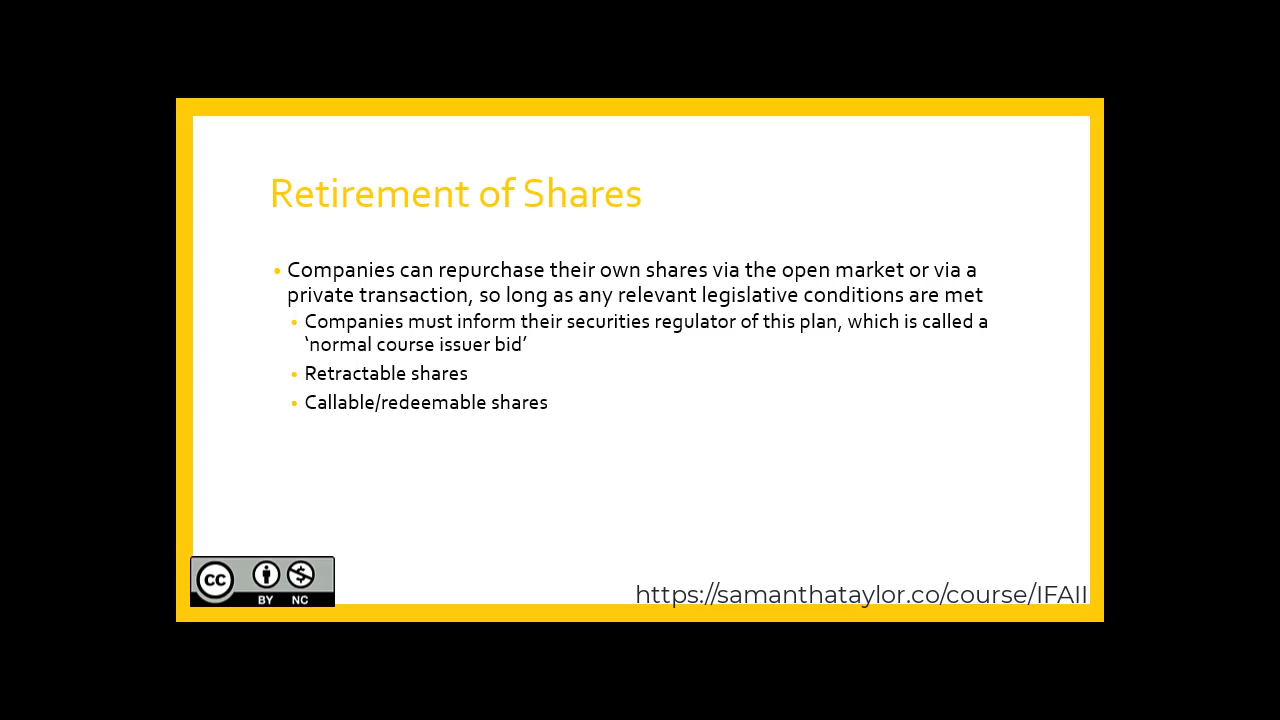 Retirement of Shares
• Companies can repurchase their own shares via the open market or via a
private transaction, so long as any relevant legislative conditions are met
• Companies must inform their securities regulator of this plan, which is called a
‘normal course issuer bid’
• Retractable shares
• Callable/redeemable shares
cc
BY NC
https://samanthataylor.co/course/IFAII